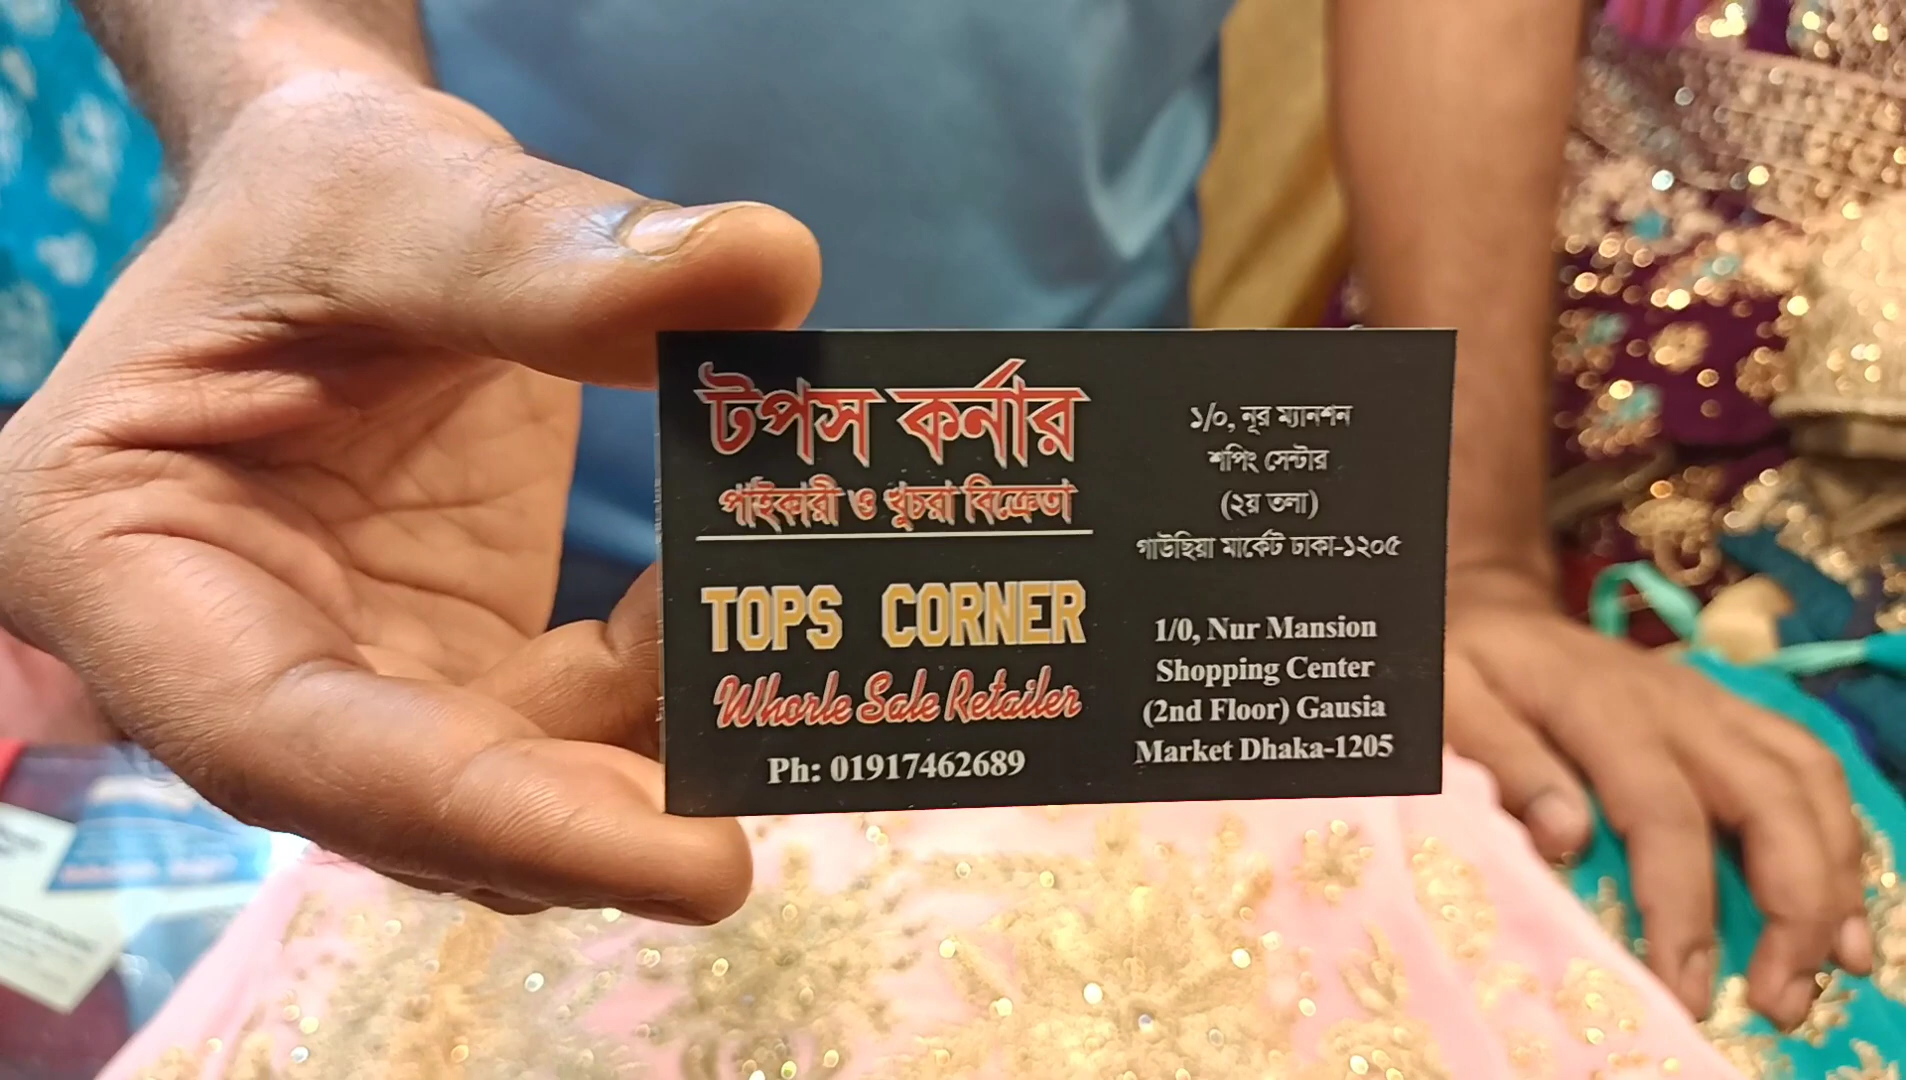 টপস কর্নার
পাইকারী ও খুচরা বিক্রেতা
TOPS CORNER
Whorle Sale Retailer
Ph: 01917462689
১/০, নূর ম্যানশন
শপিং সেন্টার
(২য় তলা)
গাউছিয়া মার্কেট ঢাকা-১২০৫
1/0, Nur Mansion
Shopping Center
(2nd Floor) Gausia
Market Dhaka-1205